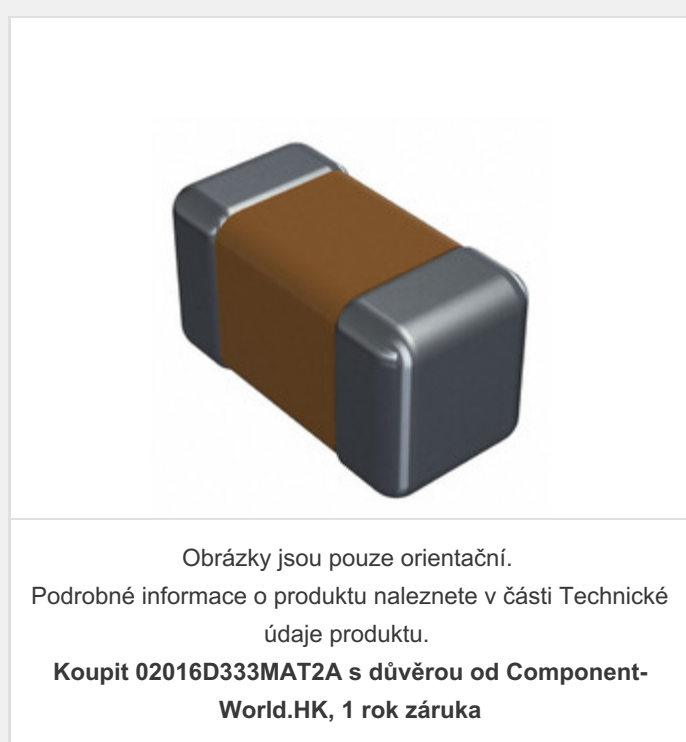 Obrázky jsou pouze orientační.
Podrobné informace o produktu naleznete v části Technické
údaje produktu.
Koupit 02016D333MAT2A s důvěrou od Component-
World.HK, 1 rok záruka